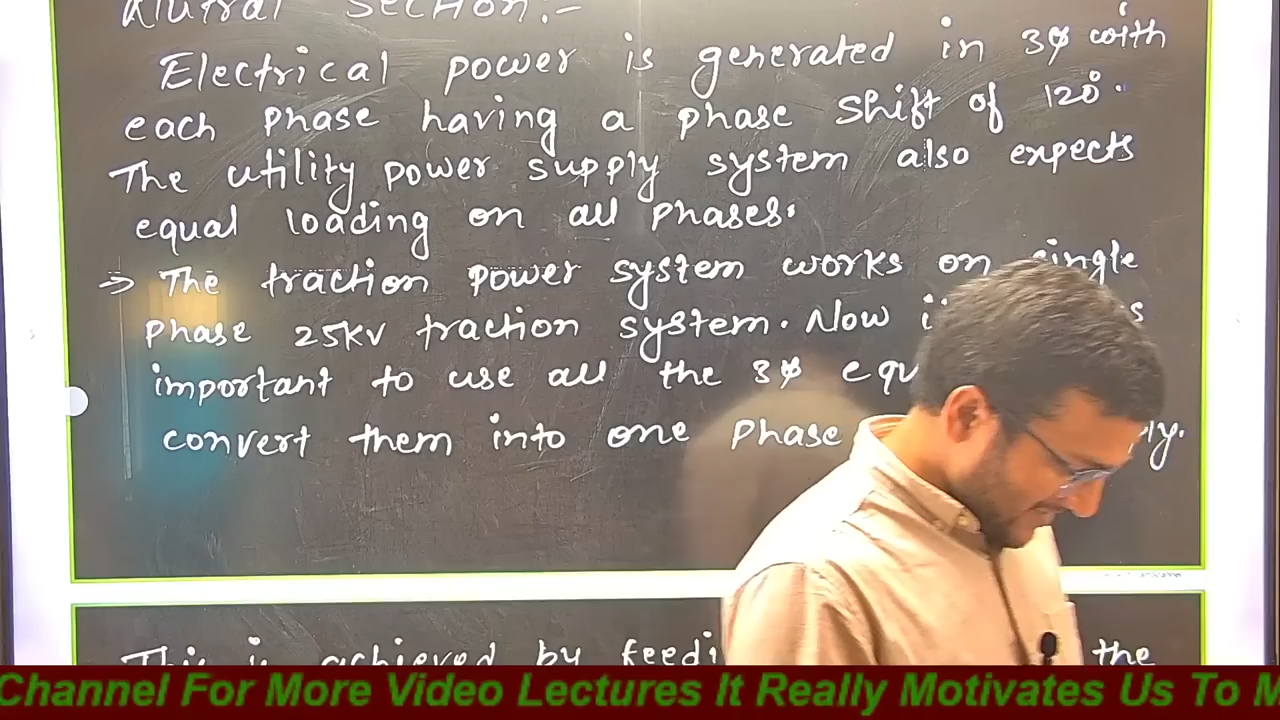 Section:-
Electrical power is generated in 3ϕ with
each phase having a phase shift of 120°.
The utility power supply system also expects
equal loading on all phases.
⇒ The traction power system works on single
phase 25KV traction system. Now
important to use all the 3ϕ
convert them into one phase
This is achieved by the
Channel For More Video Lectures It Really Motivates Us To M